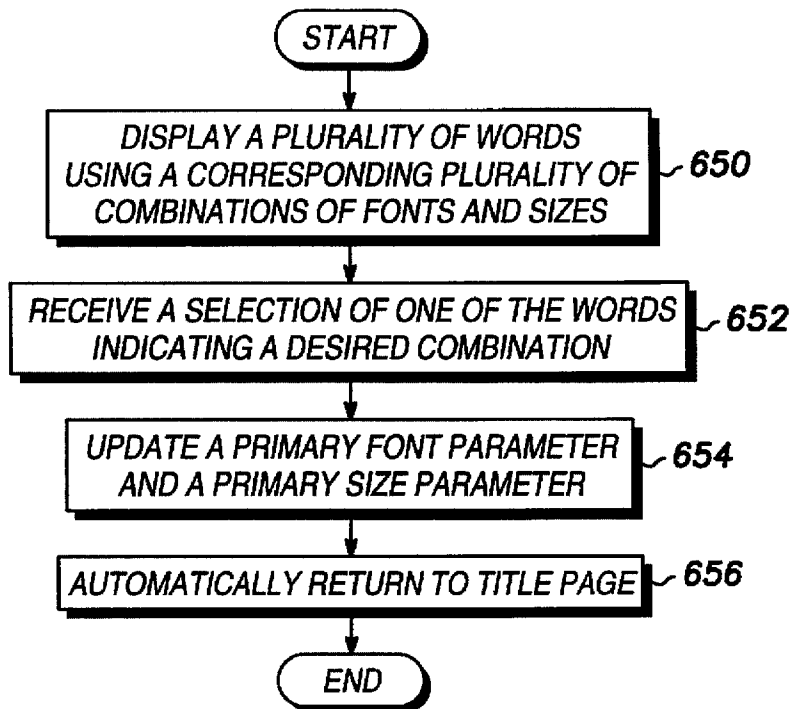 START
DISPLAY A PLURALITY OF WORDS
USING A CORRESPONDING PLURALITY OF
COMBINATIONS OF FONTS AND SIZES
650
RECEIVE A SELECTION OF ONE OF THE WORDS
INDICATING A DESIRED COMBINATION
652
UPDATE A PRIMARY FONT PARAMETER
AND A PRIMARY SIZE PARAMETER
654
AUTOMATICALLY RETURN TO TITLE PAGE
656
END